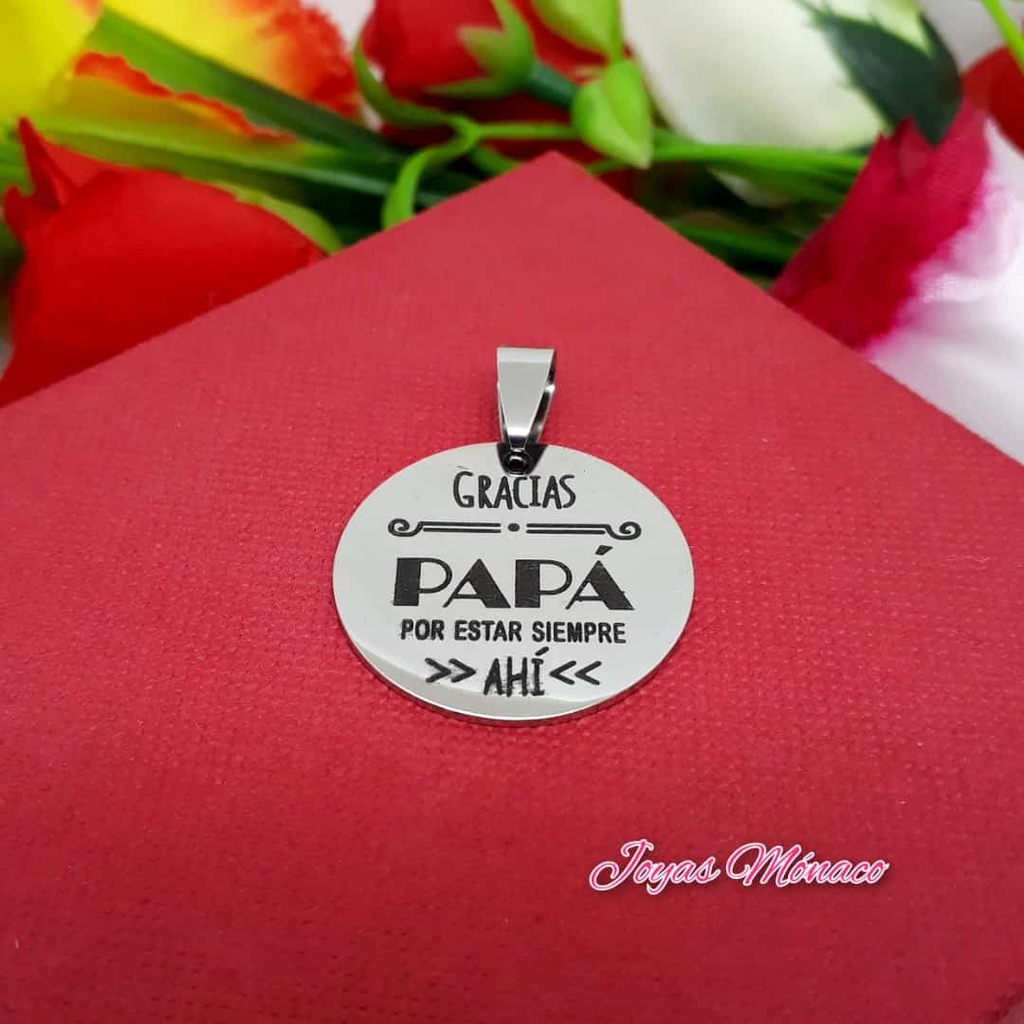 GRACIAS
PAPÁ
POR ESTAR SIEMPRE
>> AHÍ <<
Joyas Mónaco